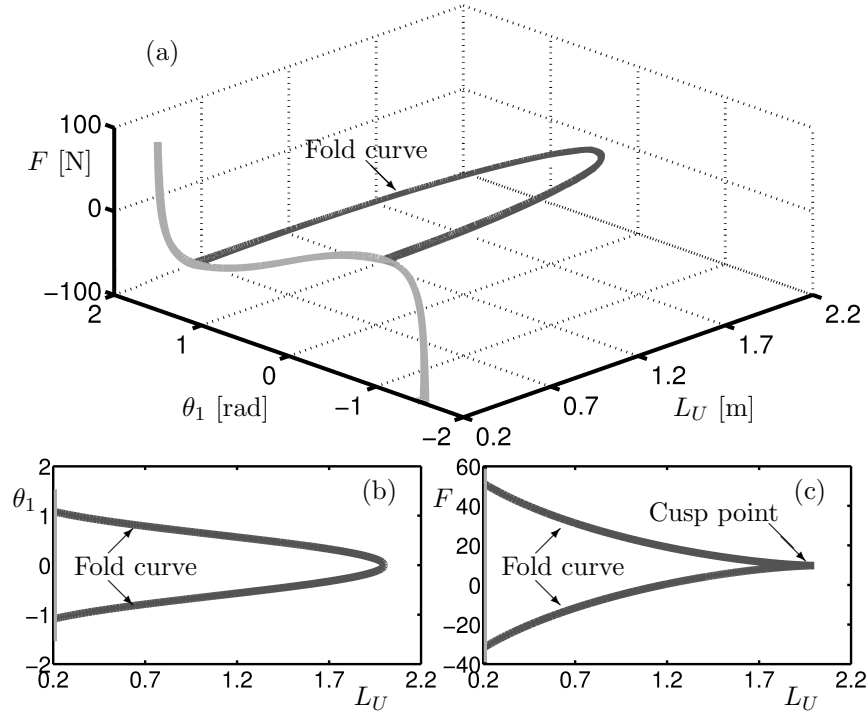 (a)
100
Fold curve
F [N]
0
−100
2
2.2
1
1.7
0
1.2
θ1 [rad]
−1
0.7
LU [m]
−2
0.2
2
(b)
θ1
1
Fold curve
0
−1
−2
0.2
0.7
1.2
1.7
2.2
LU
60
F
(c)
40
Cusp point
20
Fold curve
0
−20
−40
0.2
0.7
1.2
1.7
2.2
LU